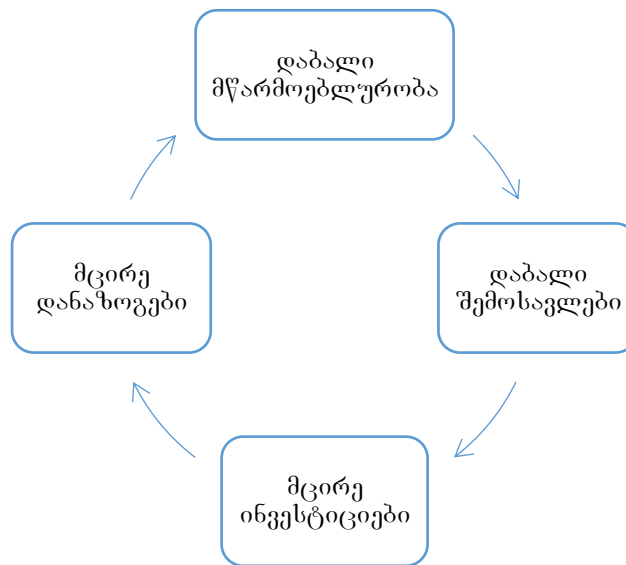 დაბალი
მწარმოებლურობა
დაბალი
შემოსავლები
მცირე
ინვესტიციები
მცირე
დანაზოგები